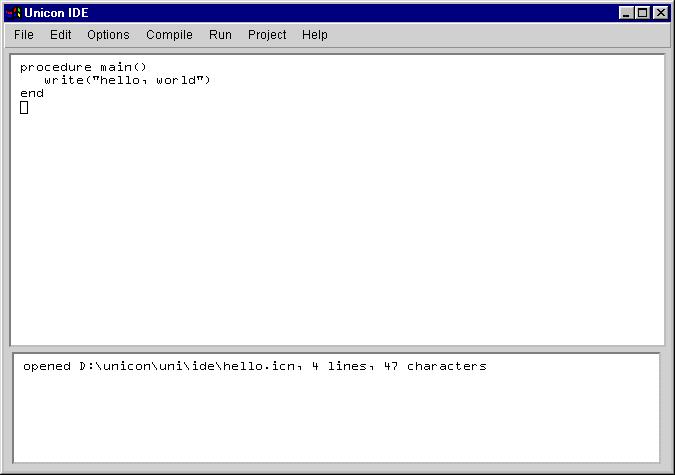 Unicon IDE
File Edit Options Compile Run Project Help
procedure main()
   write("hello, world")
end
opened D:\unicon\uni\ide\hello.icn, 4 lines, 47 characters